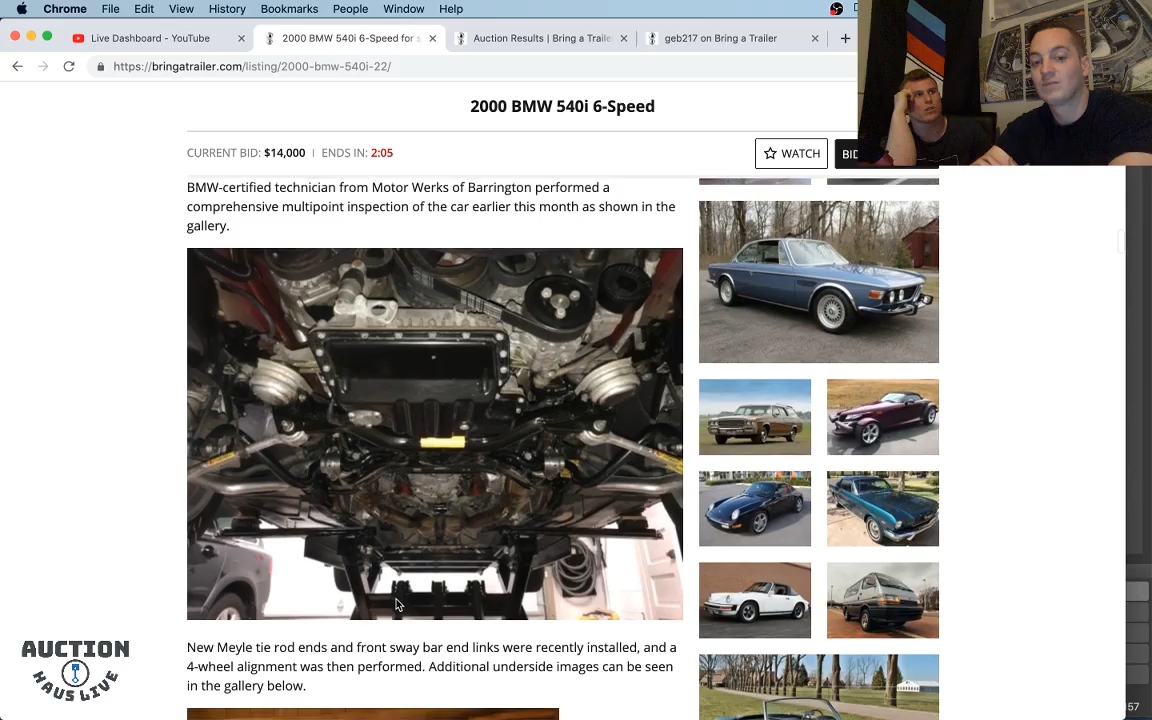 Chrome File Edit View History Bookmarks People Window Help
Live Dashboard - YouTube
2000 BMW 540i 6-Speed for s
Auction Results | Bring a Traile
geb217 on Bring a Trailer
https://bringatrailer.com/listing/2000-bmw-540i-22/
2000 BMW 540i 6-Speed
CURRENT BID: $14,000 | ENDS IN: 2:05
WATCH
BID
BMW-certified technician from Motor Werks of Barrington performed a
comprehensive multipoint inspection of the car earlier this month as shown in the
gallery.
New Meyle tie rod ends and front sway bar end links were recently installed, and a
4-wheel alignment was then performed. Additional underside images can be seen
in the gallery below.
AUCTION
HAUS LIVE
57